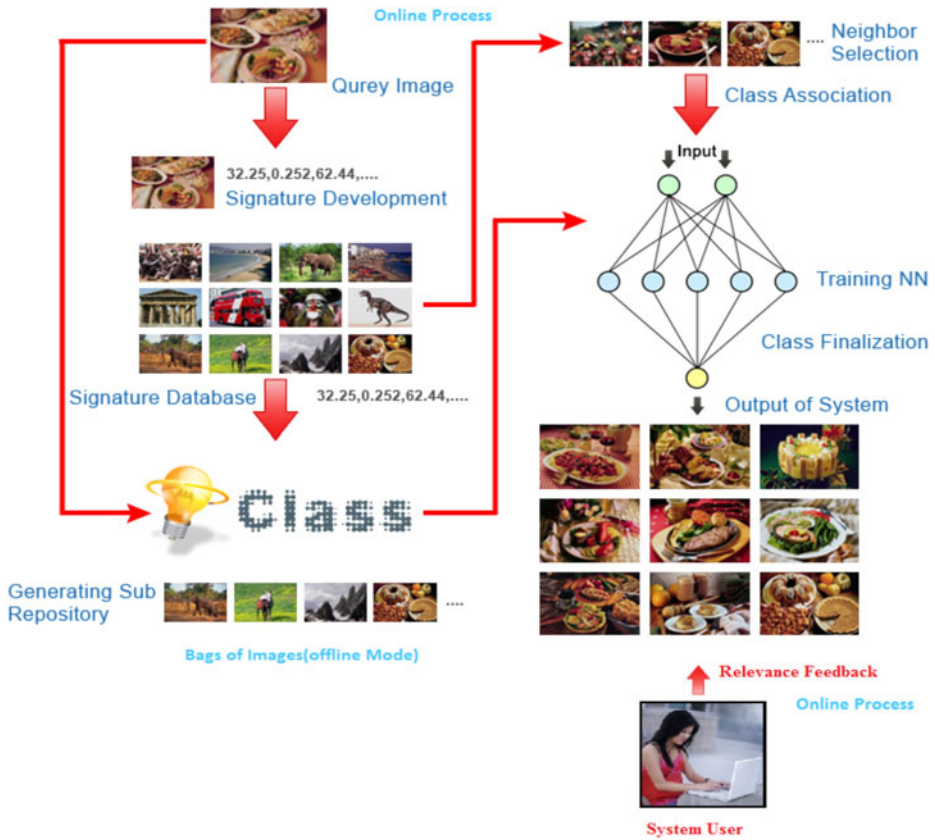 Online Process
Qurey Image
32.25,0.252,62.44,....
Signature Development
Signature Database
32.25,0.252,62.44,....
Class
Generating Sub
Repository
....
Bags of Images(offline Mode)
....
Neighbor
Selection
Class Association
Input
Training NN
Class Finalization
Output of System
Relevance Feedback
Online Process
System User